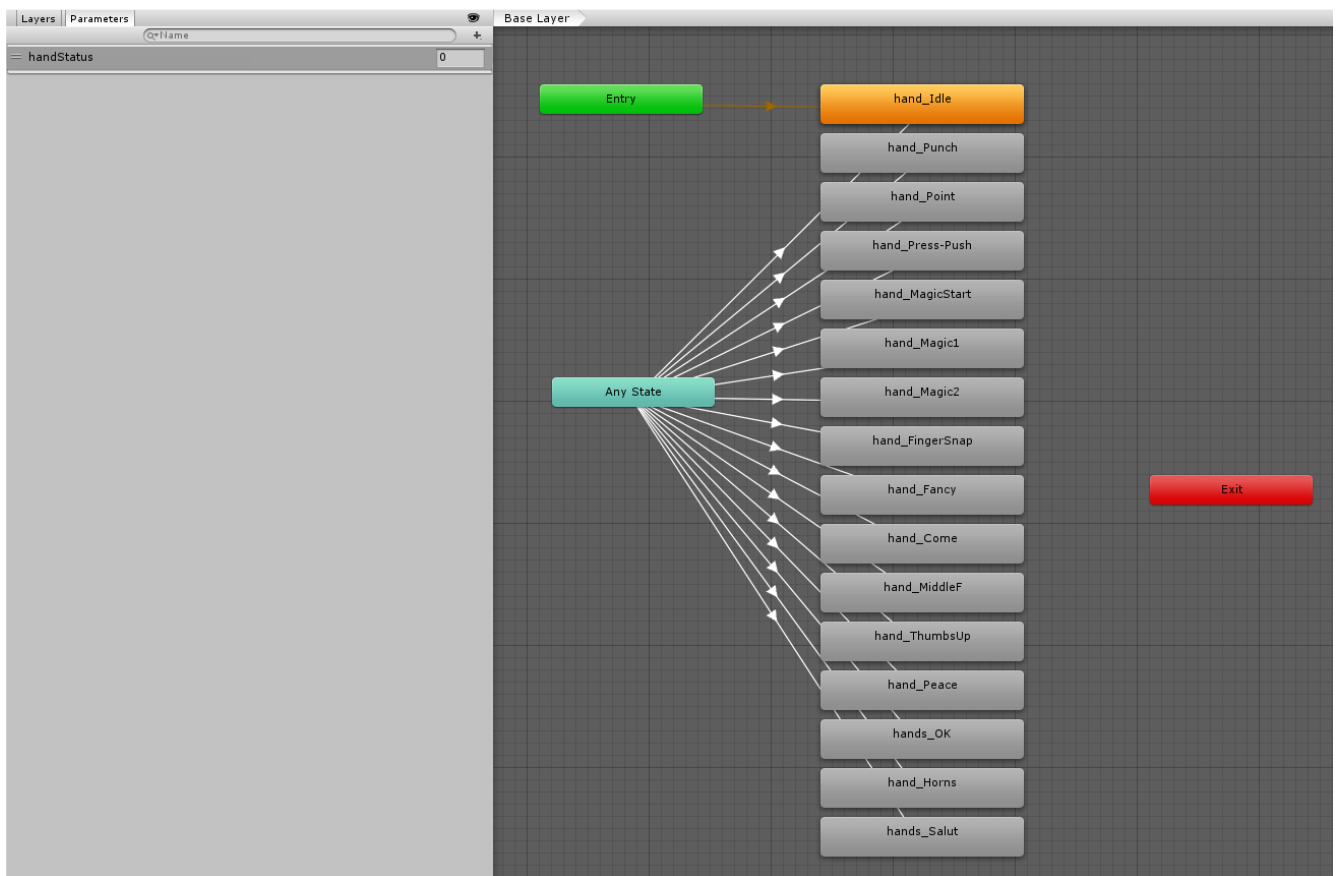 Layers Parameters
Name
handStatus 0
Base Layer
Entry
hand_Idle
hand_Punch
hand_Point
hand_Press-Push
hand_MagicStart
hand_Magic1
Any State
hand_Magic2
hand_FingerSnap
hand_Fancy
Exit
hand_Come
hand_MiddleF
hand_ThumbsUp
hand_Peace
hands_OK
hand_Horns
hands_Salut